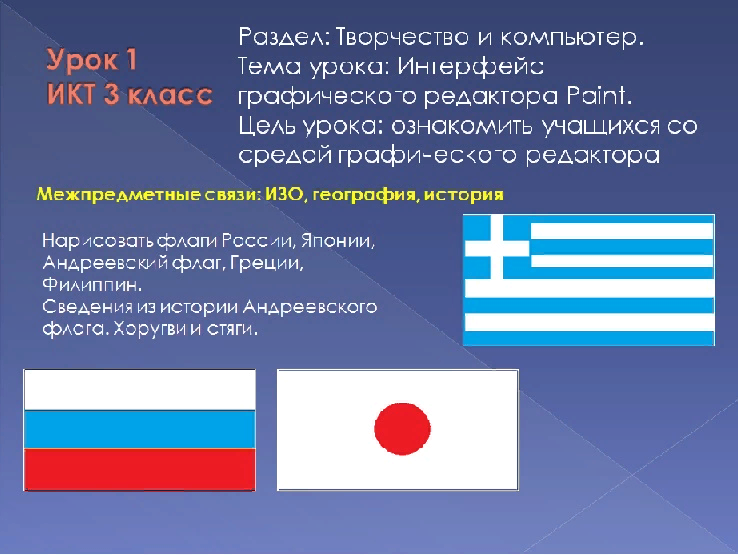 Урок 1
ИКТ 3 класс
Раздел: Творчество и компьютер.
Тема урока: Интерфейс
графического редактора Paint.
Цель урока: ознакомить учащихся со
средой графического редактора
Межпредметные связи: ИЗО, география, история
Нарисовать флаги России, Японии,
Андреевский флаг, Греции,
Филиппин.
Сведения из истории Андреевского
флага. Хоругви и стяги.